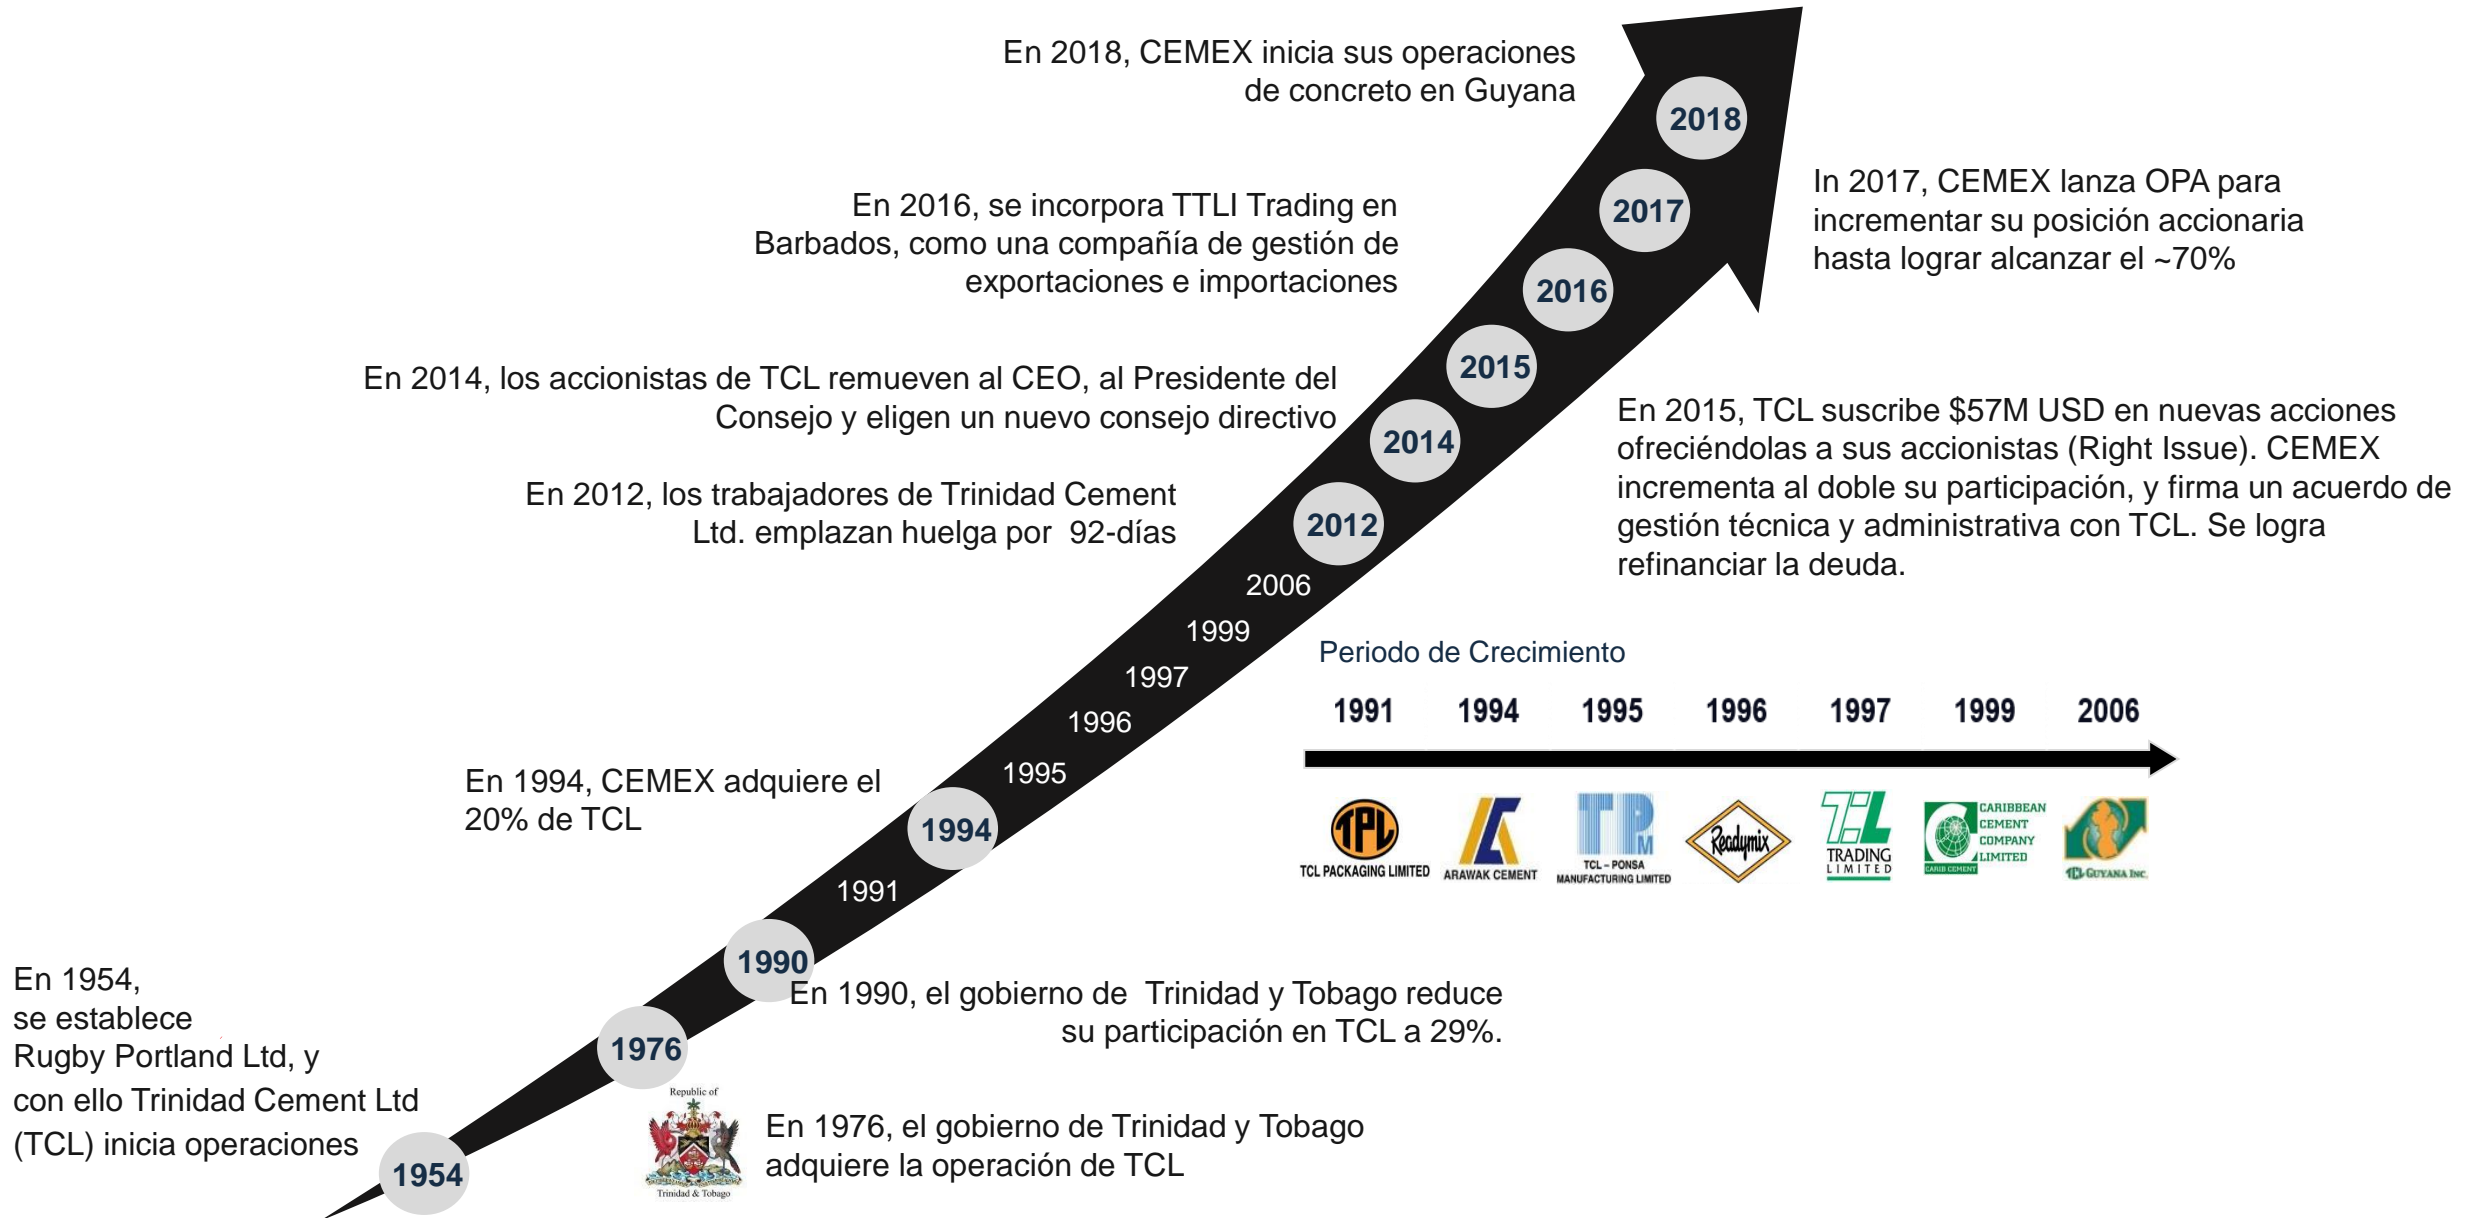 En 2018, CEMEX inicia sus operaciones
de concreto en Guyana
2018
In 2017, CEMEX lanza OPA para
incrementar su posición accionaria
hasta lograr alcanzar el ~70%
2017
En 2016, se incorpora TTLI Trading en
Barbados, como una compañía de gestión de
exportaciones e importaciones
2016
2015
En 2015, TCL suscribe $57M USD en nuevas acciones
ofreciéndolas a sus accionistas (Right Issue). CEMEX
incrementa al doble su participación, y firma un acuerdo de
gestión técnica y administrativa con TCL. Se logra
refinanciar la deuda.
En 2014, los accionistas de TCL remueven al CEO, al Presidente del
Consejo y eligen un nuevo consejo directivo
2014
En 2012, los trabajadores de Trinidad Cement
Ltd. emplazan huelga por 92-días
2012
2006
1999
1997
1996
1995
Periodo de Crecimiento
1991 1994 1995 1996 1997 1999 2006
TPL
TCL PACKAGING LIMITED
ARAWAK CEMENT
TPM
TCL – PONSA
MANUFACTURING LIMITED
Readymix
TCL
TRADING
LIMITED
CARIBBEAN
CEMENT
COMPANY
LIMITED
CARIB CEMENT
TCL GUYANA INC.
En 1994, CEMEX adquiere el
20% de TCL
1994
1991
1990
En 1990, el gobierno de Trinidad y Tobago reduce
su participación en TCL a 29%.
1976
Republic of
Trinidad & Tobago
En 1976, el gobierno de Trinidad y Tobago
adquiere la operación de TCL
En 1954,
se establece
Rugby Portland Ltd, y
con ello Trinidad Cement Ltd
(TCL) inicia operaciones
1954